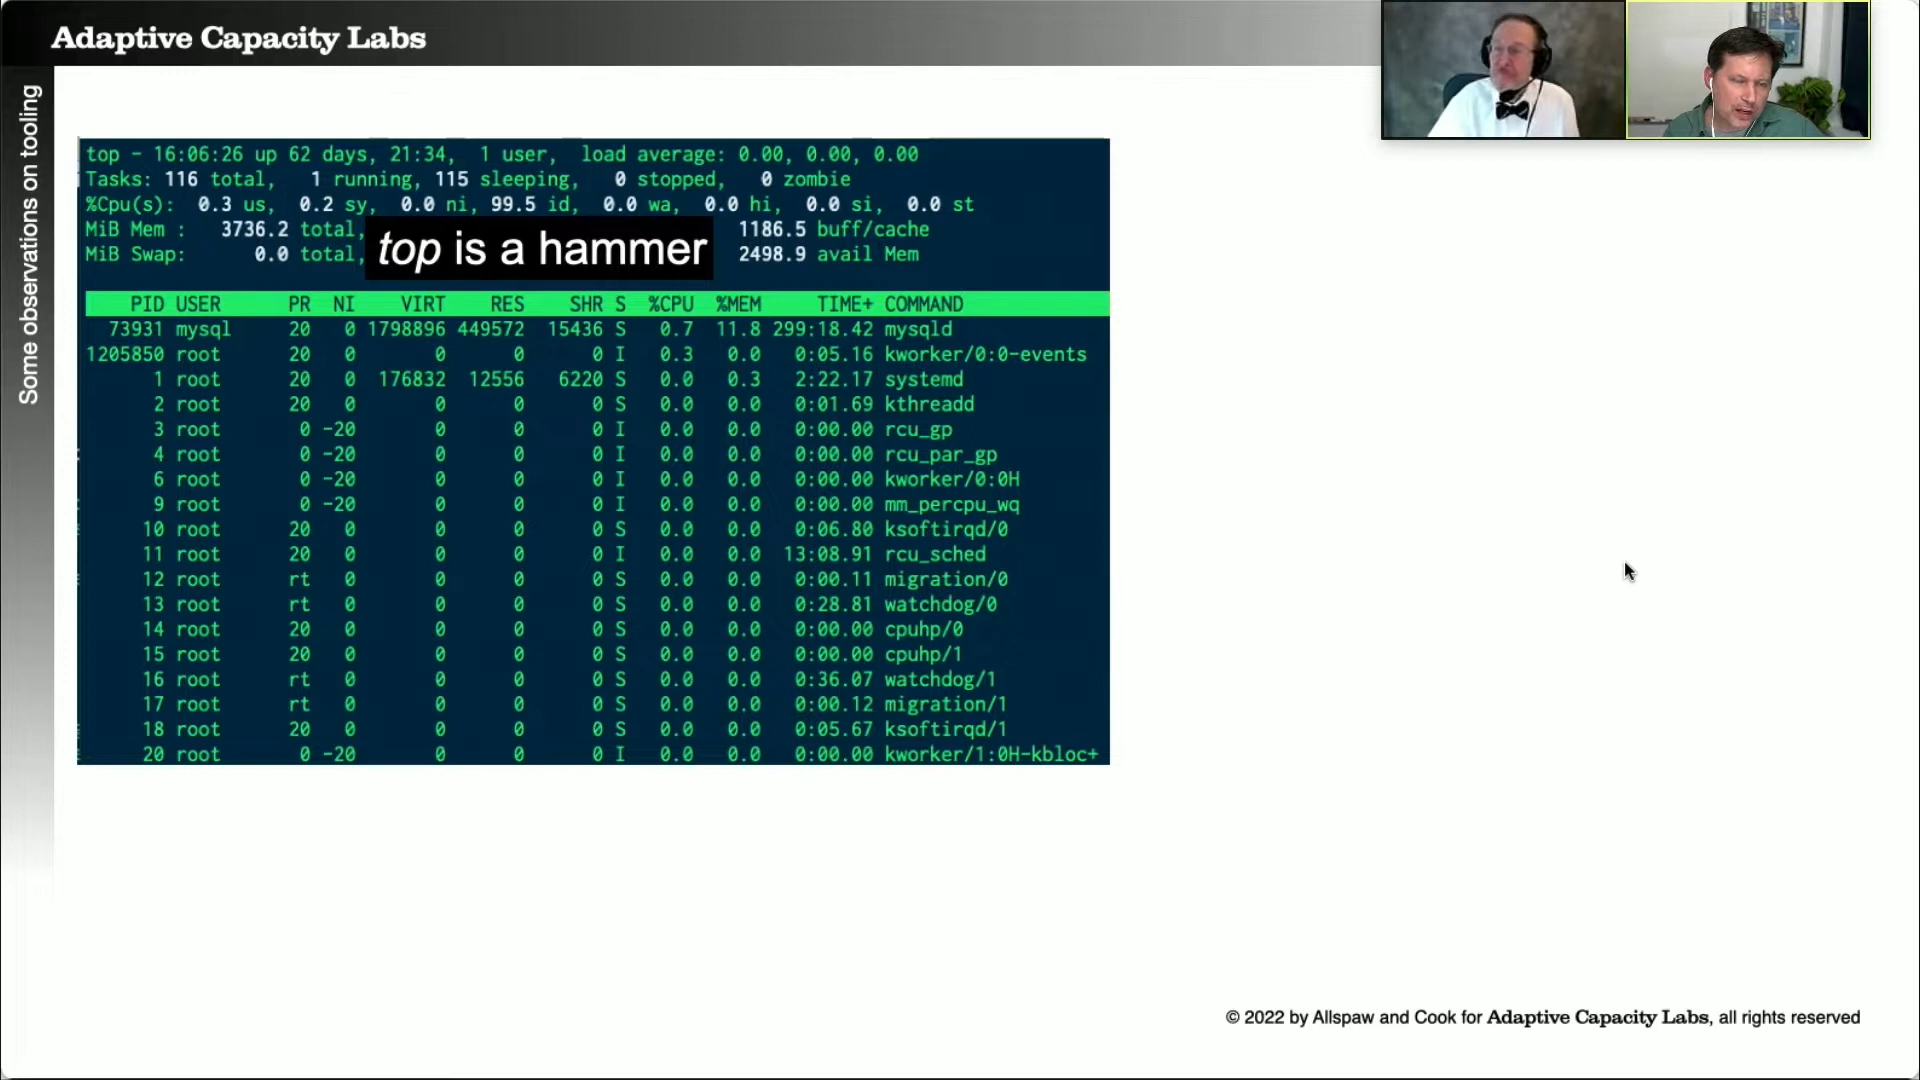 Adaptive Capacity Labs
Some observations on tooling
top - 16:06:26 up 62 days, 21:34, 1 user, load average: 0.00, 0.00, 0.00
Tasks: 116 total, 1 running, 115 sleeping, 0 stopped, 0 zombie
%Cpu(s): 0.3 us, 0.2 sy, 0.0 ni, 99.5 id, 0.0 wa, 0.0 hi, 0.0 si, 0.0 st
MiB Mem : 3736.2 total, 1186.5 buff/cache
MiB Swap: 0.0 total, 2498.9 avail Mem
top is a hammer
PID USER PR NI VIRT RES SHR S %CPU %MEM TIME+ COMMAND
73931 mysql 20 0 1798896 449572 15436 S 0.7 11.8 299:18.42 mysqld
1205850 root 20 0 0 0 0 I 0.3 0.0 0:05.16 kworker/0:0-events
1 root 20 0 176832 12556 6220 S 0.0 0.3 2:22.17 systemd
2 root 20 0 0 0 0 S 0.0 0.0 0:01.69 kthreadd
3 root 0 -20 0 0 0 I 0.0 0.0 0:00.00 rcu_gp
4 root 0 -20 0 0 0 I 0.0 0.0 0:00.00 rcu_par_gp
6 root 0 -20 0 0 0 I 0.0 0.0 0:00.00 kworker/0:0H
9 root 0 -20 0 0 0 I 0.0 0.0 0:00.00 mm_percpu_wq
10 root 20 0 0 0 0 S 0.0 0.0 0:06.80 ksoftirqd/0
11 root 20 0 0 0 0 I 0.0 0.0 13:08.91 rcu_sched
12 root rt 0 0 0 0 S 0.0 0.0 0:00.11 migration/0
13 root rt 0 0 0 0 S 0.0 0.0 0:28.81 watchdog/0
14 root 20 0 0 0 0 S 0.0 0.0 0:00.00 cpuhp/0
15 root 20 0 0 0 0 S 0.0 0.0 0:00.00 cpuhp/1
16 root rt 0 0 0 0 S 0.0 0.0 0:36.07 watchdog/1
17 root rt 0 0 0 0 S 0.0 0.0 0:00.12 migration/1
18 root 20 0 0 0 0 S 0.0 0.0 0:05.67 ksoftirqd/1
20 root 0 -20 0 0 0 I 0.0 0.0 0:00.00 kworker/1:0H-kbloc+
© 2022 by Allspaw and Cook for Adaptive Capacity Labs, all rights reserved